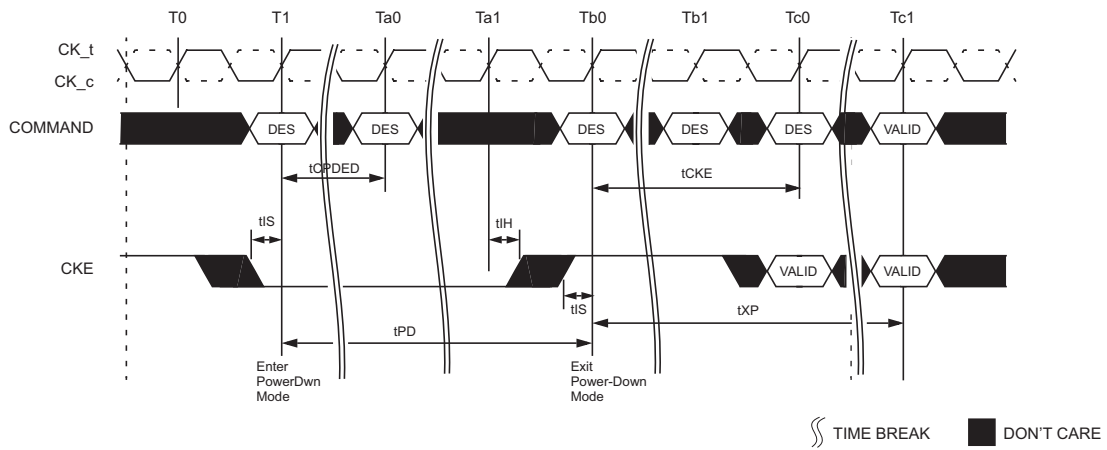 T0 T1 Ta0 Ta1 Tb0 Tb1 Tc0 Tc1
CK_t
CK_c
COMMAND DES DES DES DES DES VALID
tCPDED tCKE
tIS tIH
CKE VALID VALID
tIS
tPD tXP
Enter
PowerDwn
Mode
Exit
Power-Down
Mode
TIME BREAK DON'T CARE